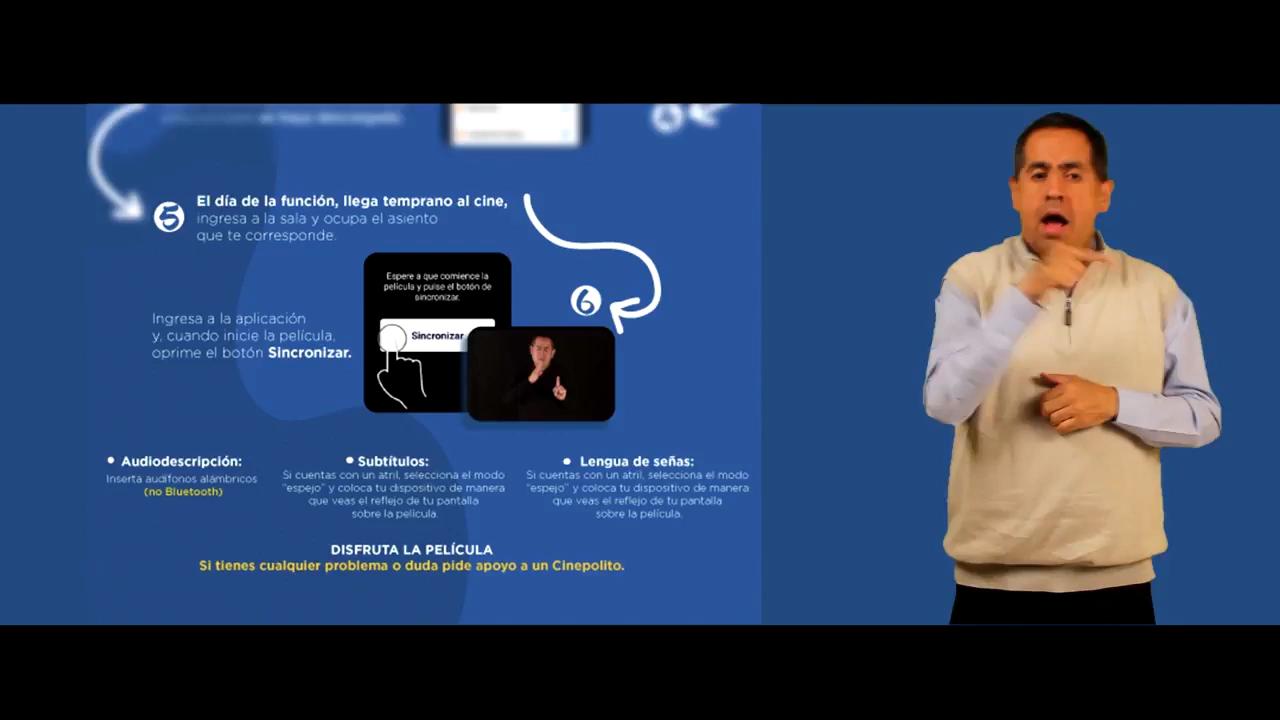 5
El día de la función, llega temprano al cine,
ingresa a la sala y ocupa el asiento
que te corresponde.
6
Espere a que comience la
película y pulse el botón de
sincronizar.
Sincronizar
Ingresa a la aplicación
y, cuando inicie la película,
oprime el botón Sincronizar.
• Audiodescripción:
Inserta audífonos alámbricos
(no Bluetooth)
• Subtítulos:
Si cuentas con un atril, selecciona el modo
“espejo” y coloca tu dispositivo de manera
que veas el reflejo de tu pantalla
sobre la película.
• Lengua de señas:
Si cuentas con un atril, selecciona el modo
“espejo” y coloca tu dispositivo de manera
que veas el reflejo de tu pantalla
sobre la película.
DISFRUTA LA PELÍCULA
Si tienes cualquier problema o duda pide apoyo a un Cinepolito.